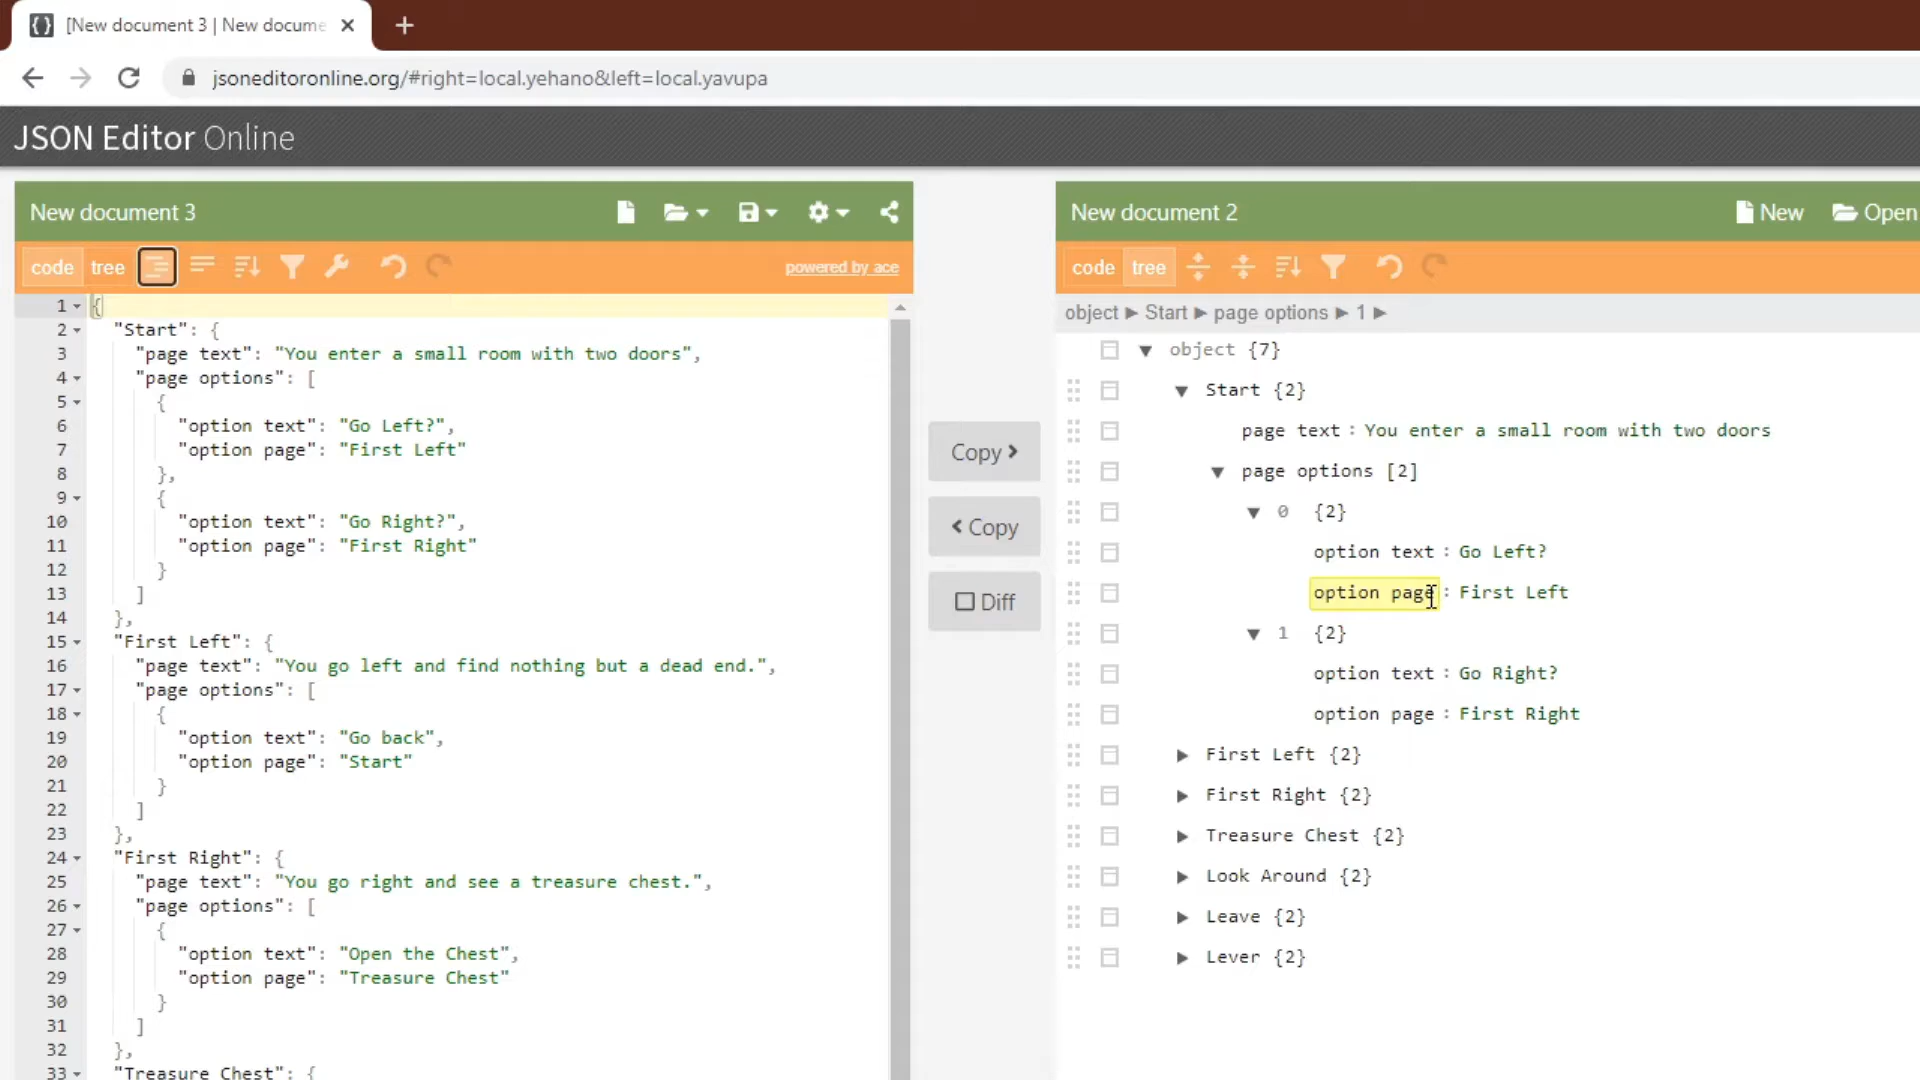 [New document 3 | New docume
jsoneditoronline.org/#right=local.yehano&left=local.yavupa
JSON Editor Online
New document 3
code tree
powered by ace
1 {
2 "Start": {
3 "page text": "You enter a small room with two doors",
4 "page options": [
5 {
6 "option text": "Go Left?",
7 "option page": "First Left"
8 },
9 {
10 "option text": "Go Right?",
11 "option page": "First Right"
12 }
13 ]
14 },
15 "First Left": {
16 "page text": "You go left and find nothing but a dead end.",
17 "page options": [
18 {
19 "option text": "Go back",
20 "option page": "Start"
21 }
22 ]
23 },
24 "First Right": {
25 "page text": "You go right and see a treasure chest.",
26 "page options": [
27 {
28 "option text": "Open the Chest",
29 "option page": "Treasure Chest"
30 }
31 ]
32 },
33 "Treasure Chest": {
Copy >
< Copy
Diff
New document 2
New Open
code tree
object ► Start ► page options ► 1 ►
object {7}
Start {2}
page text : You enter a small room with two doors
page options [2]
0 {2}
option text : Go Left?
option page : First Left
1 {2}
option text : Go Right?
option page : First Right
First Left {2}
First Right {2}
Treasure Chest {2}
Look Around {2}
Leave {2}
Lever {2}